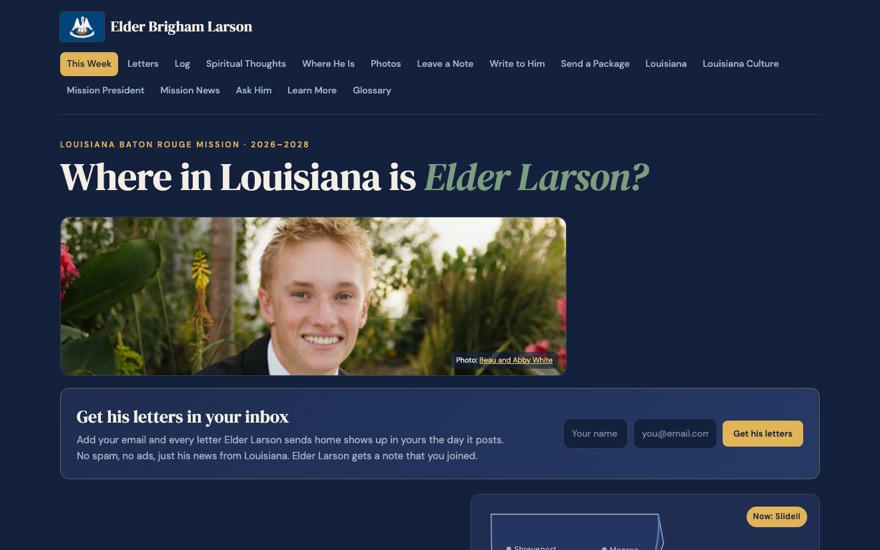 Elder Brigham Larson
This Week Letters Log Spiritual Thoughts Where He Is Photos Leave a Note Write to Him Send a Package Louisiana Louisiana Culture
Mission President Mission News Ask Him Learn More Glossary
LOUISIANA BATON ROUGE MISSION · 2026–2028
Where in Louisiana is Elder Larson?
Photo: Beau and Abby White
Get his letters in your inbox
Add your email and every letter Elder Larson sends home shows up in yours the day it posts.
No spam, no ads, just his news from Louisiana. Elder Larson gets a note that you joined.
Your name you@email.com Get his letters
Now: Slidell
Shreveport Monroe